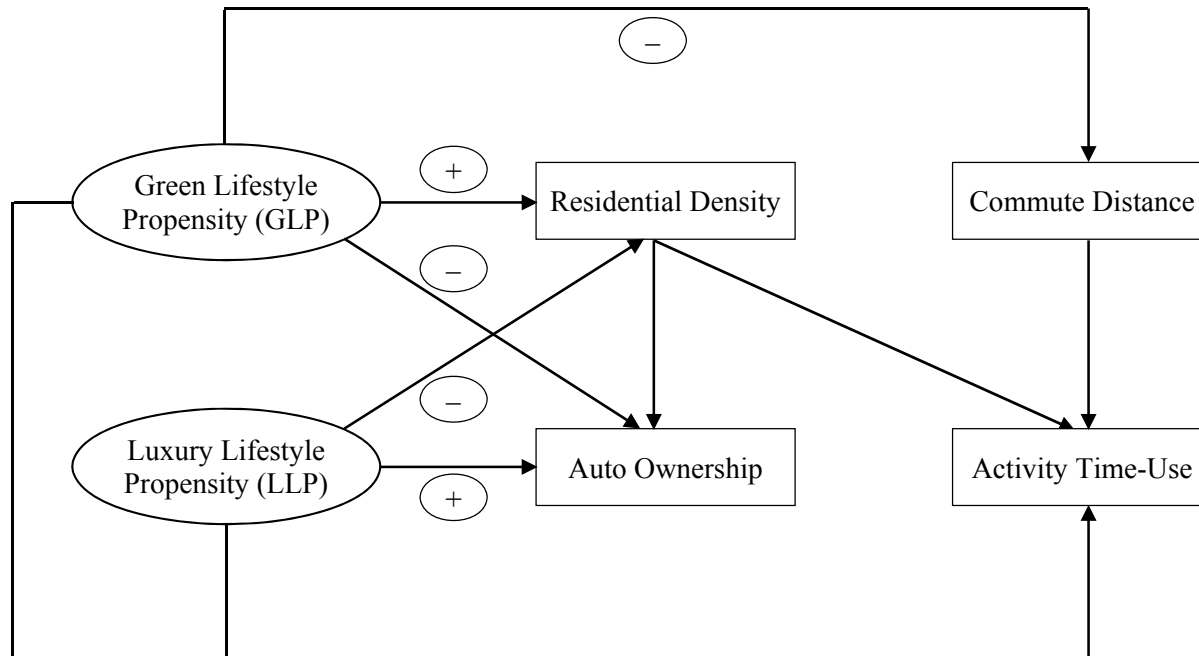 –
Green Lifestyle
Propensity (GLP)
+
Residential Density
Commute Distance
–
–
Luxury Lifestyle
Propensity (LLP)
Auto Ownership
Activity Time-Use
+